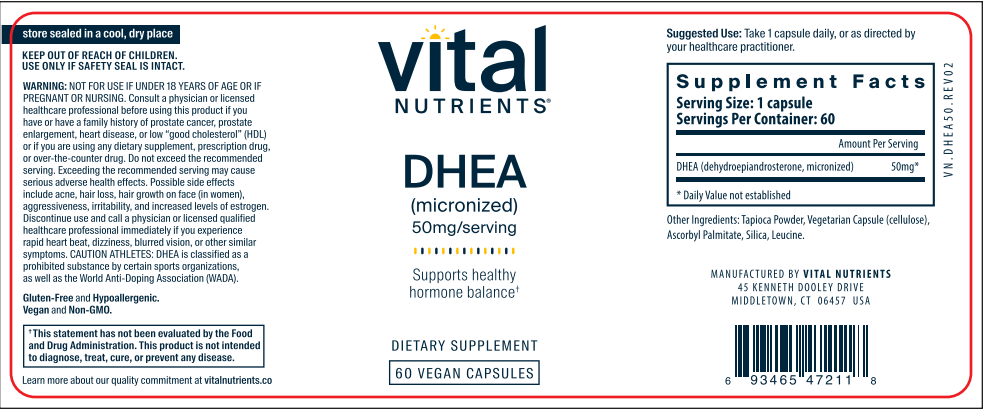 store sealed in a cool, dry place
KEEP OUT OF REACH OF CHILDREN.
USE ONLY IF SAFETY SEAL IS INTACT.
WARNING: NOT FOR USE IF UNDER 18 YEARS OF AGE OR IF
PREGNANT OR NURSING. Consult a physician or licensed
healthcare professional before using this product if you
have or have a family history of prostate cancer, prostate
enlargement, heart disease, or low “good cholesterol” (HDL)
or if you are using any dietary supplement, prescription drug,
or over-the-counter drug. Do not exceed the recommended
serving. Exceeding the recommended serving may cause
serious adverse health effects. Possible side effects
include acne, hair loss, hair growth on face (in women),
aggressiveness, irritability, and increased levels of estrogen.
Discontinue use and call a physician or licensed qualified
healthcare professional immediately if you experience
rapid heart beat, dizziness, blurred vision, or other similar
symptoms. CAUTION ATHLETES: DHEA is classified as a
prohibited substance by certain sports organizations,
as well as the World Anti-Doping Association (WADA).
Gluten-Free and Hypoallergenic.
Vegan and Non-GMO.
†This statement has not been evaluated by the Food
and Drug Administration. This product is not intended
to diagnose, treat, cure, or prevent any disease.
Learn more about our quality commitment at vitalnutrients.co
vital
NUTRIENTS®
DHEA
(micronized)
50mg/serving
Supports healthy
hormone balance†
DIETARY SUPPLEMENT
60 VEGAN CAPSULES
Suggested Use: Take 1 capsule daily, or as directed by
your healthcare practitioner.
Supplement Facts
Serving Size: 1 capsule
Servings Per Container: 60
Amount Per Serving
DHEA (dehydroepiandrosterone, micronized) 50mg*
* Daily Value not established
Other Ingredients: Tapioca Powder, Vegetarian Capsule (cellulose),
Ascorbyl Palmitate, Silica, Leucine.
MANUFACTURED BY VITAL NUTRIENTS
45 KENNETH DOOLEY DRIVE
MIDDLETOWN, CT 06457 USA
6 93465 47211 8
VN.DHEA50.REV02